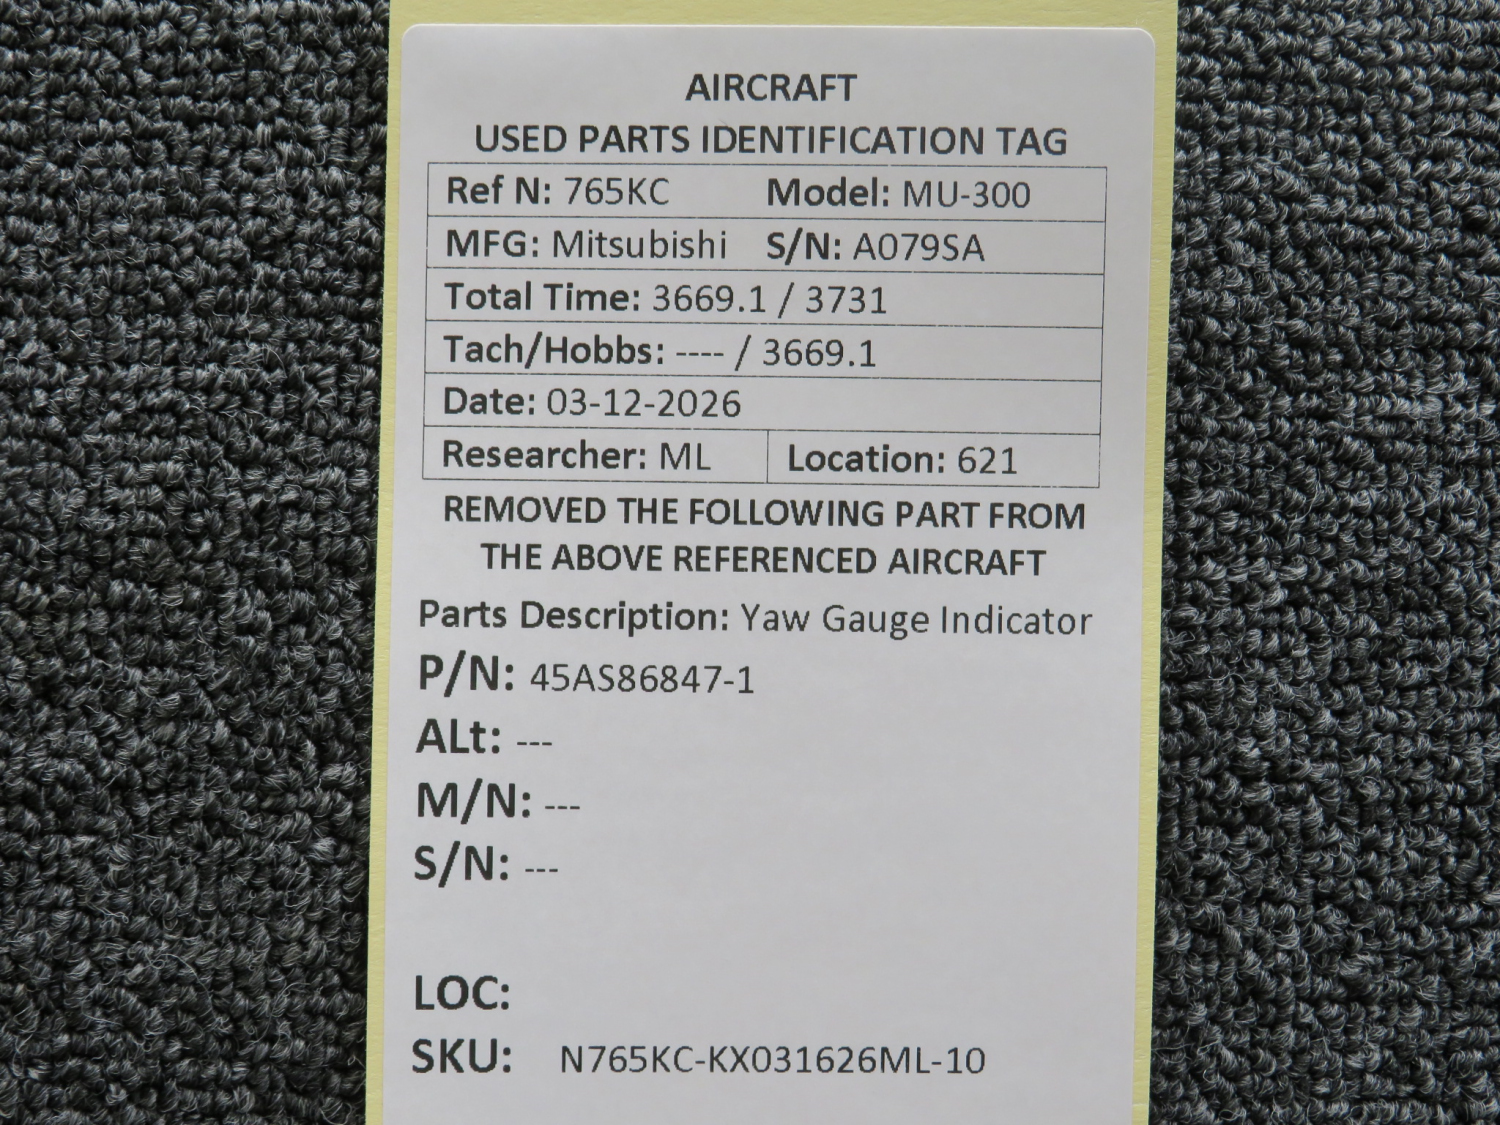 AIRCRAFT
USED PARTS IDENTIFICATION TAG
Ref N: 765KC Model: MU-300
MFG: Mitsubishi S/N: A079SA
Total Time: 3669.1 / 3731
Tach/Hobbs: ---- / 3669.1
Date: 03-12-2026
Researcher: ML Location: 621
REMOVED THE FOLLOWING PART FROM
THE ABOVE REFERENCED AIRCRAFT
Parts Description: Yaw Gauge Indicator
P/N: 45AS86847-1
ALt: ---
M/N: ---
S/N: ---
LOC:
SKU: N765KC-KX031626ML-10